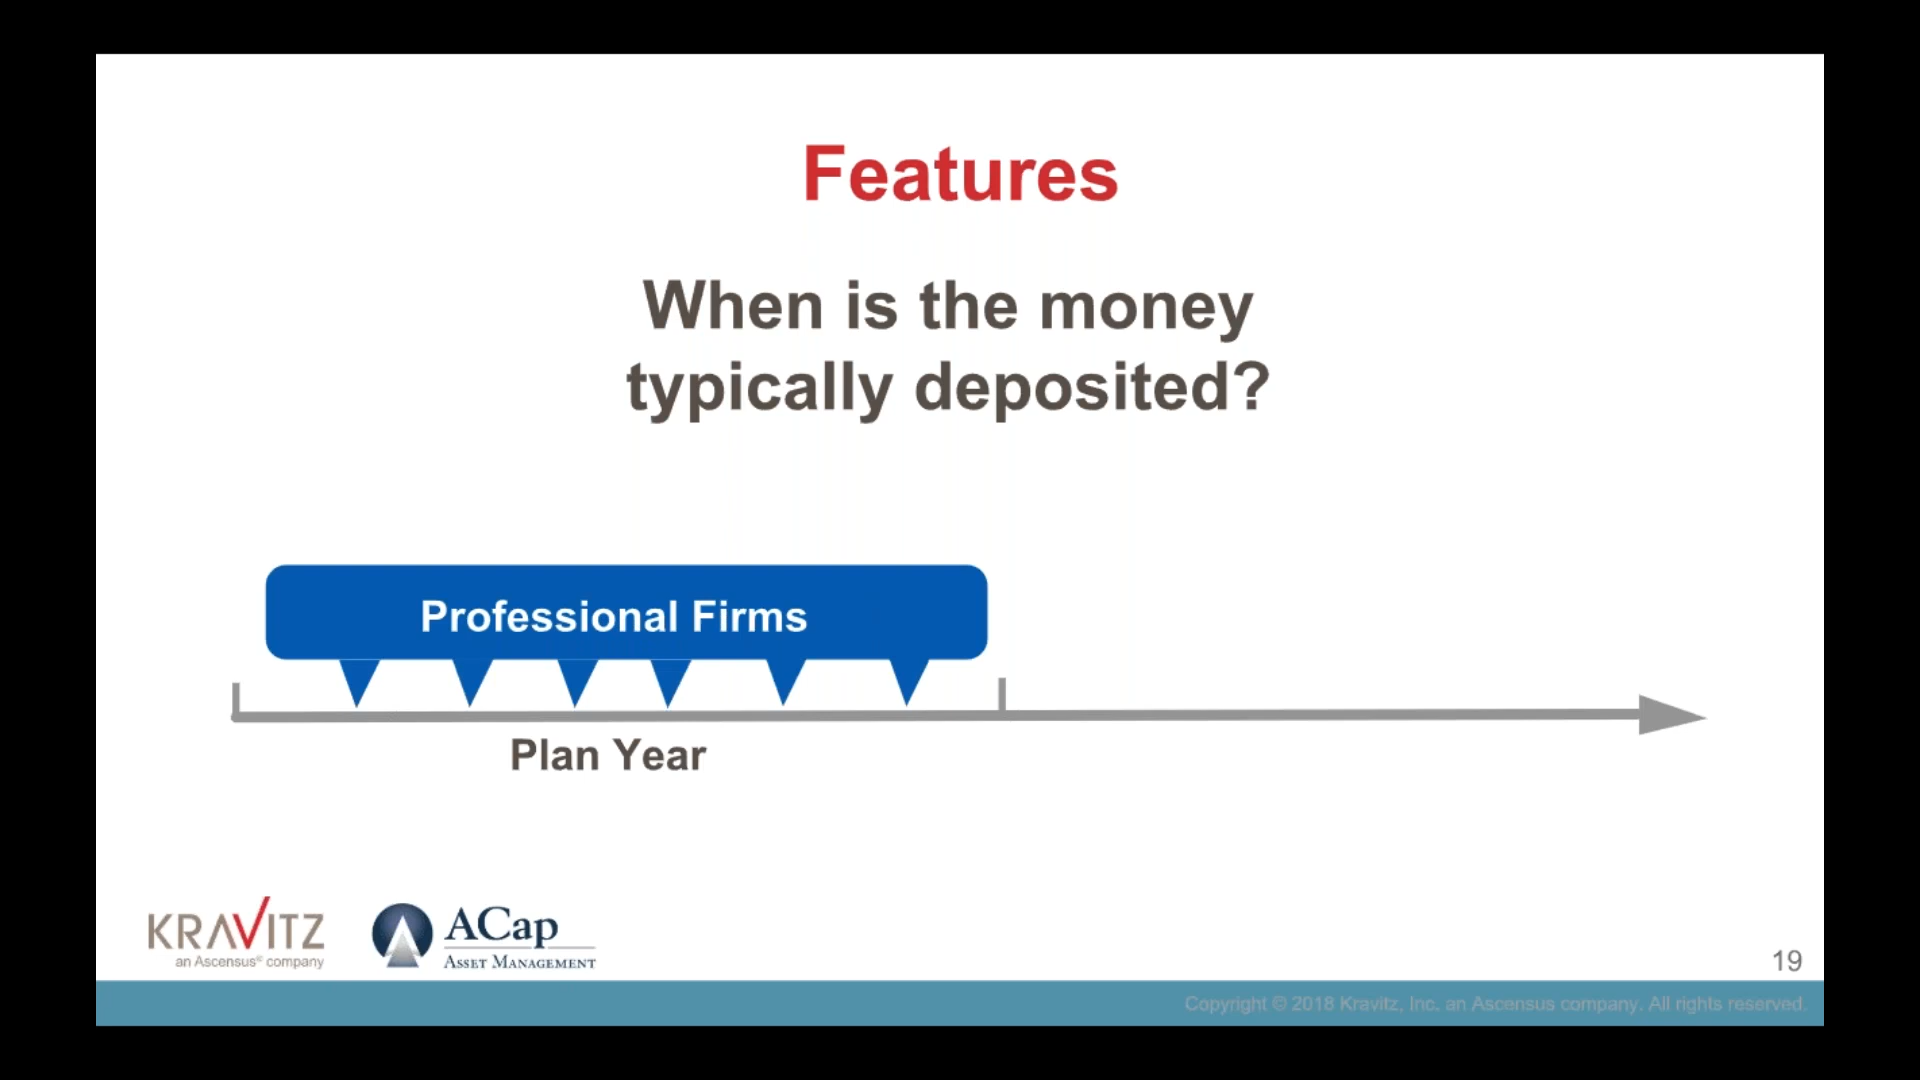 Features
When is the money
typically deposited?
Professional Firms
Plan Year
KRAVITZ
an Ascensus® company
ACap
ASSET MANAGEMENT
19
Copyright © 2018 Kravitz, Inc. an Ascensus company. All rights reserved.